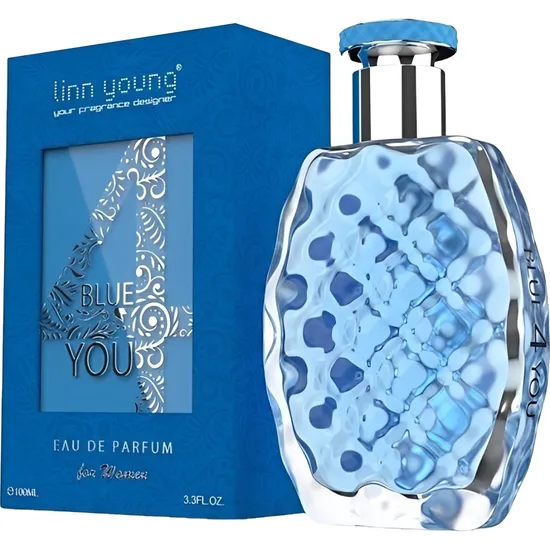 linn young®
your fragrance designer
4
BLUE
YOU
EAU DE PARFUM
for Women
℮100ML
3.3FL.OZ.
BLUE 4 YOU